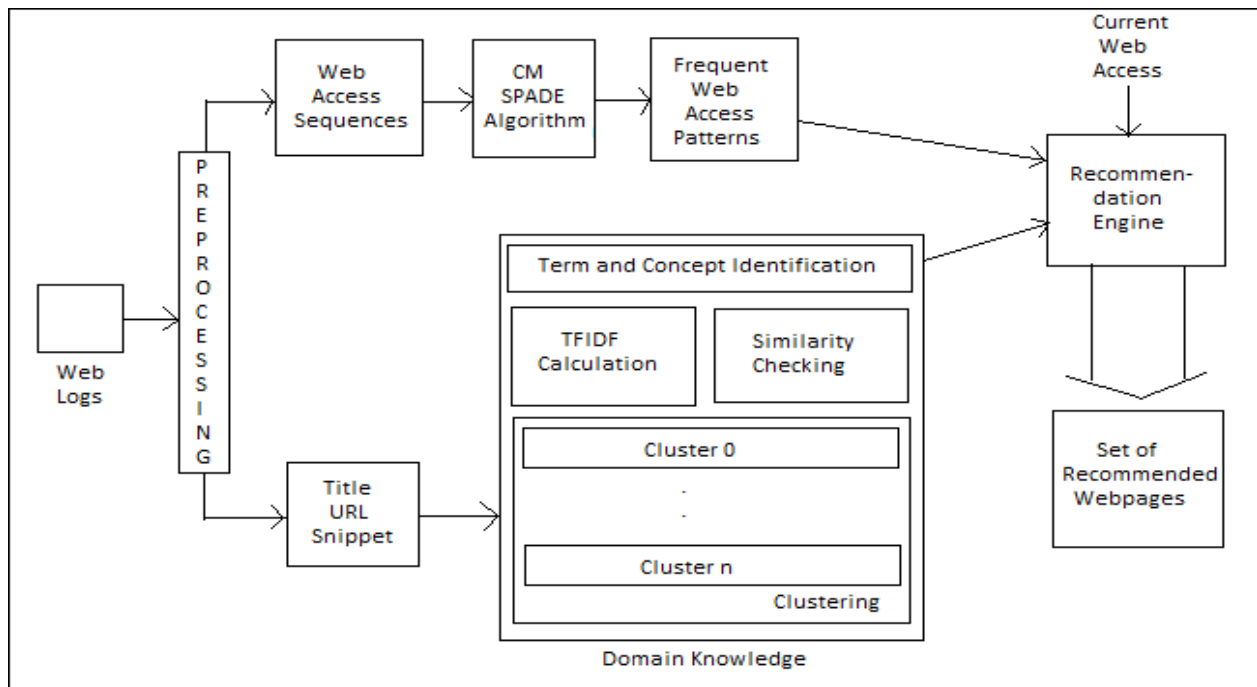 Web
Logs
PREPROCESSING
Web
Access
Sequences
CM
SPADE
Algorithm
Frequent
Web
Access
Patterns
Current
Web
Access
Recommen-
dation
Engine
Title
URL
Snippet
Term and Concept Identification
TFIDF
Calculation
Similarity
Checking
Cluster 0
.
.
Cluster n
Clustering
Domain Knowledge
Set of
Recommended
Webpages